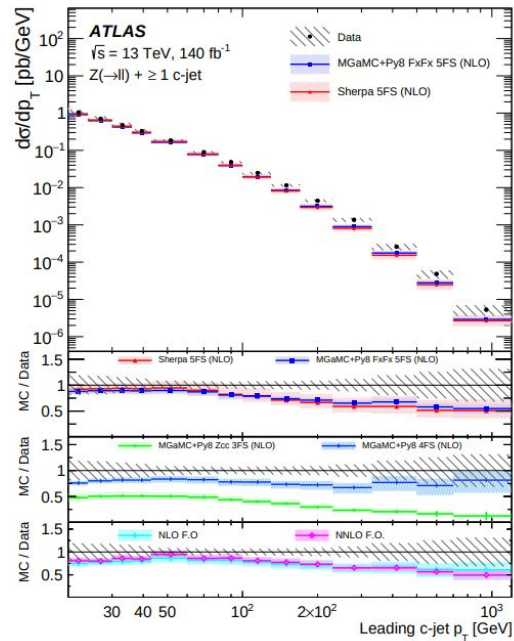 dσ/dp_T [pb/GeV]
10²
10
1
10⁻¹
10⁻²
10⁻³
10⁻⁴
10⁻⁵
10⁻⁶
ATLAS
√s = 13 TeV, 140 fb⁻¹
Z(→ll) + ≥ 1 c-jet
Data
MGaMC+Py8 FxFx 5FS (NLO)
Sherpa 5FS (NLO)
MC / Data
1.5
1
0.5
Sherpa 5FS (NLO)
MGaMC+Py8 FxFx 5FS (NLO)
MC / Data
1.5
1
0.5
MGaMC+Py8 Zcc 3FS (NLO)
MGaMC+Py8 4FS (NLO)
MC / Data
1.5
1
0.5
NLO F.O
NNLO F.O.
30 40 50 10² 2×10² 10³
Leading c-jet p_T [GeV]